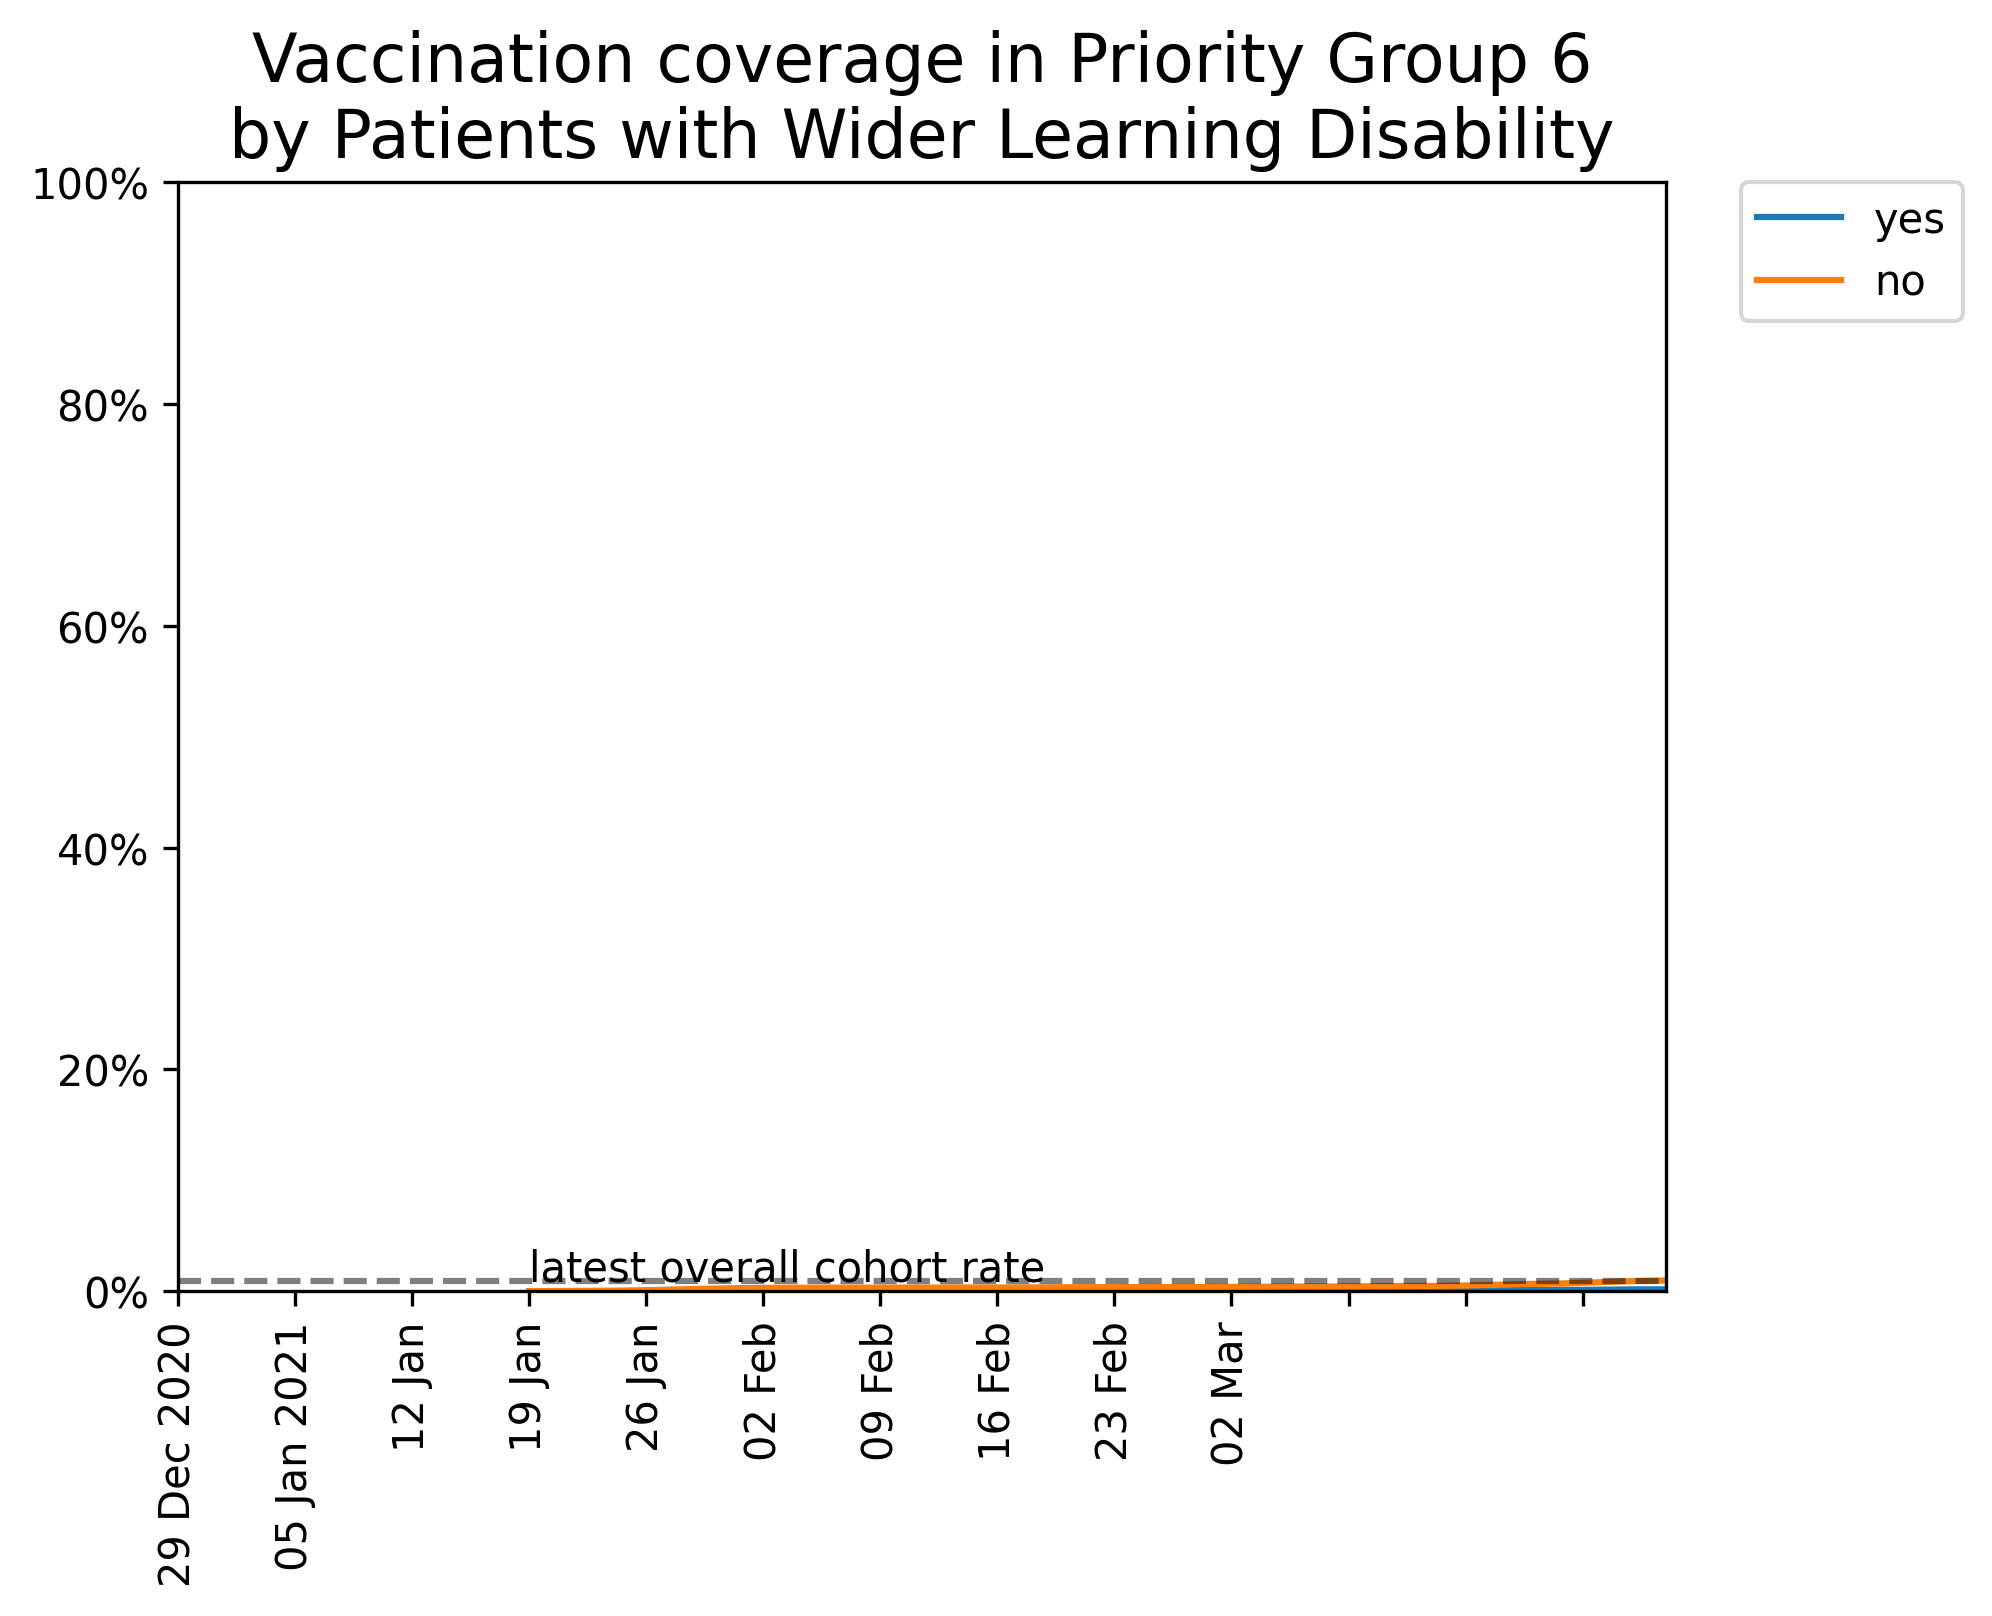 Vaccination coverage in Priority Group 6
by Patients with Wider Learning Disability
100%
80%
60%
40%
20%
0%
latest overall cohort rate
29 Dec 2020
05 Jan 2021
12 Jan
19 Jan
26 Jan
02 Feb
09 Feb
16 Feb
23 Feb
02 Mar
yes
no